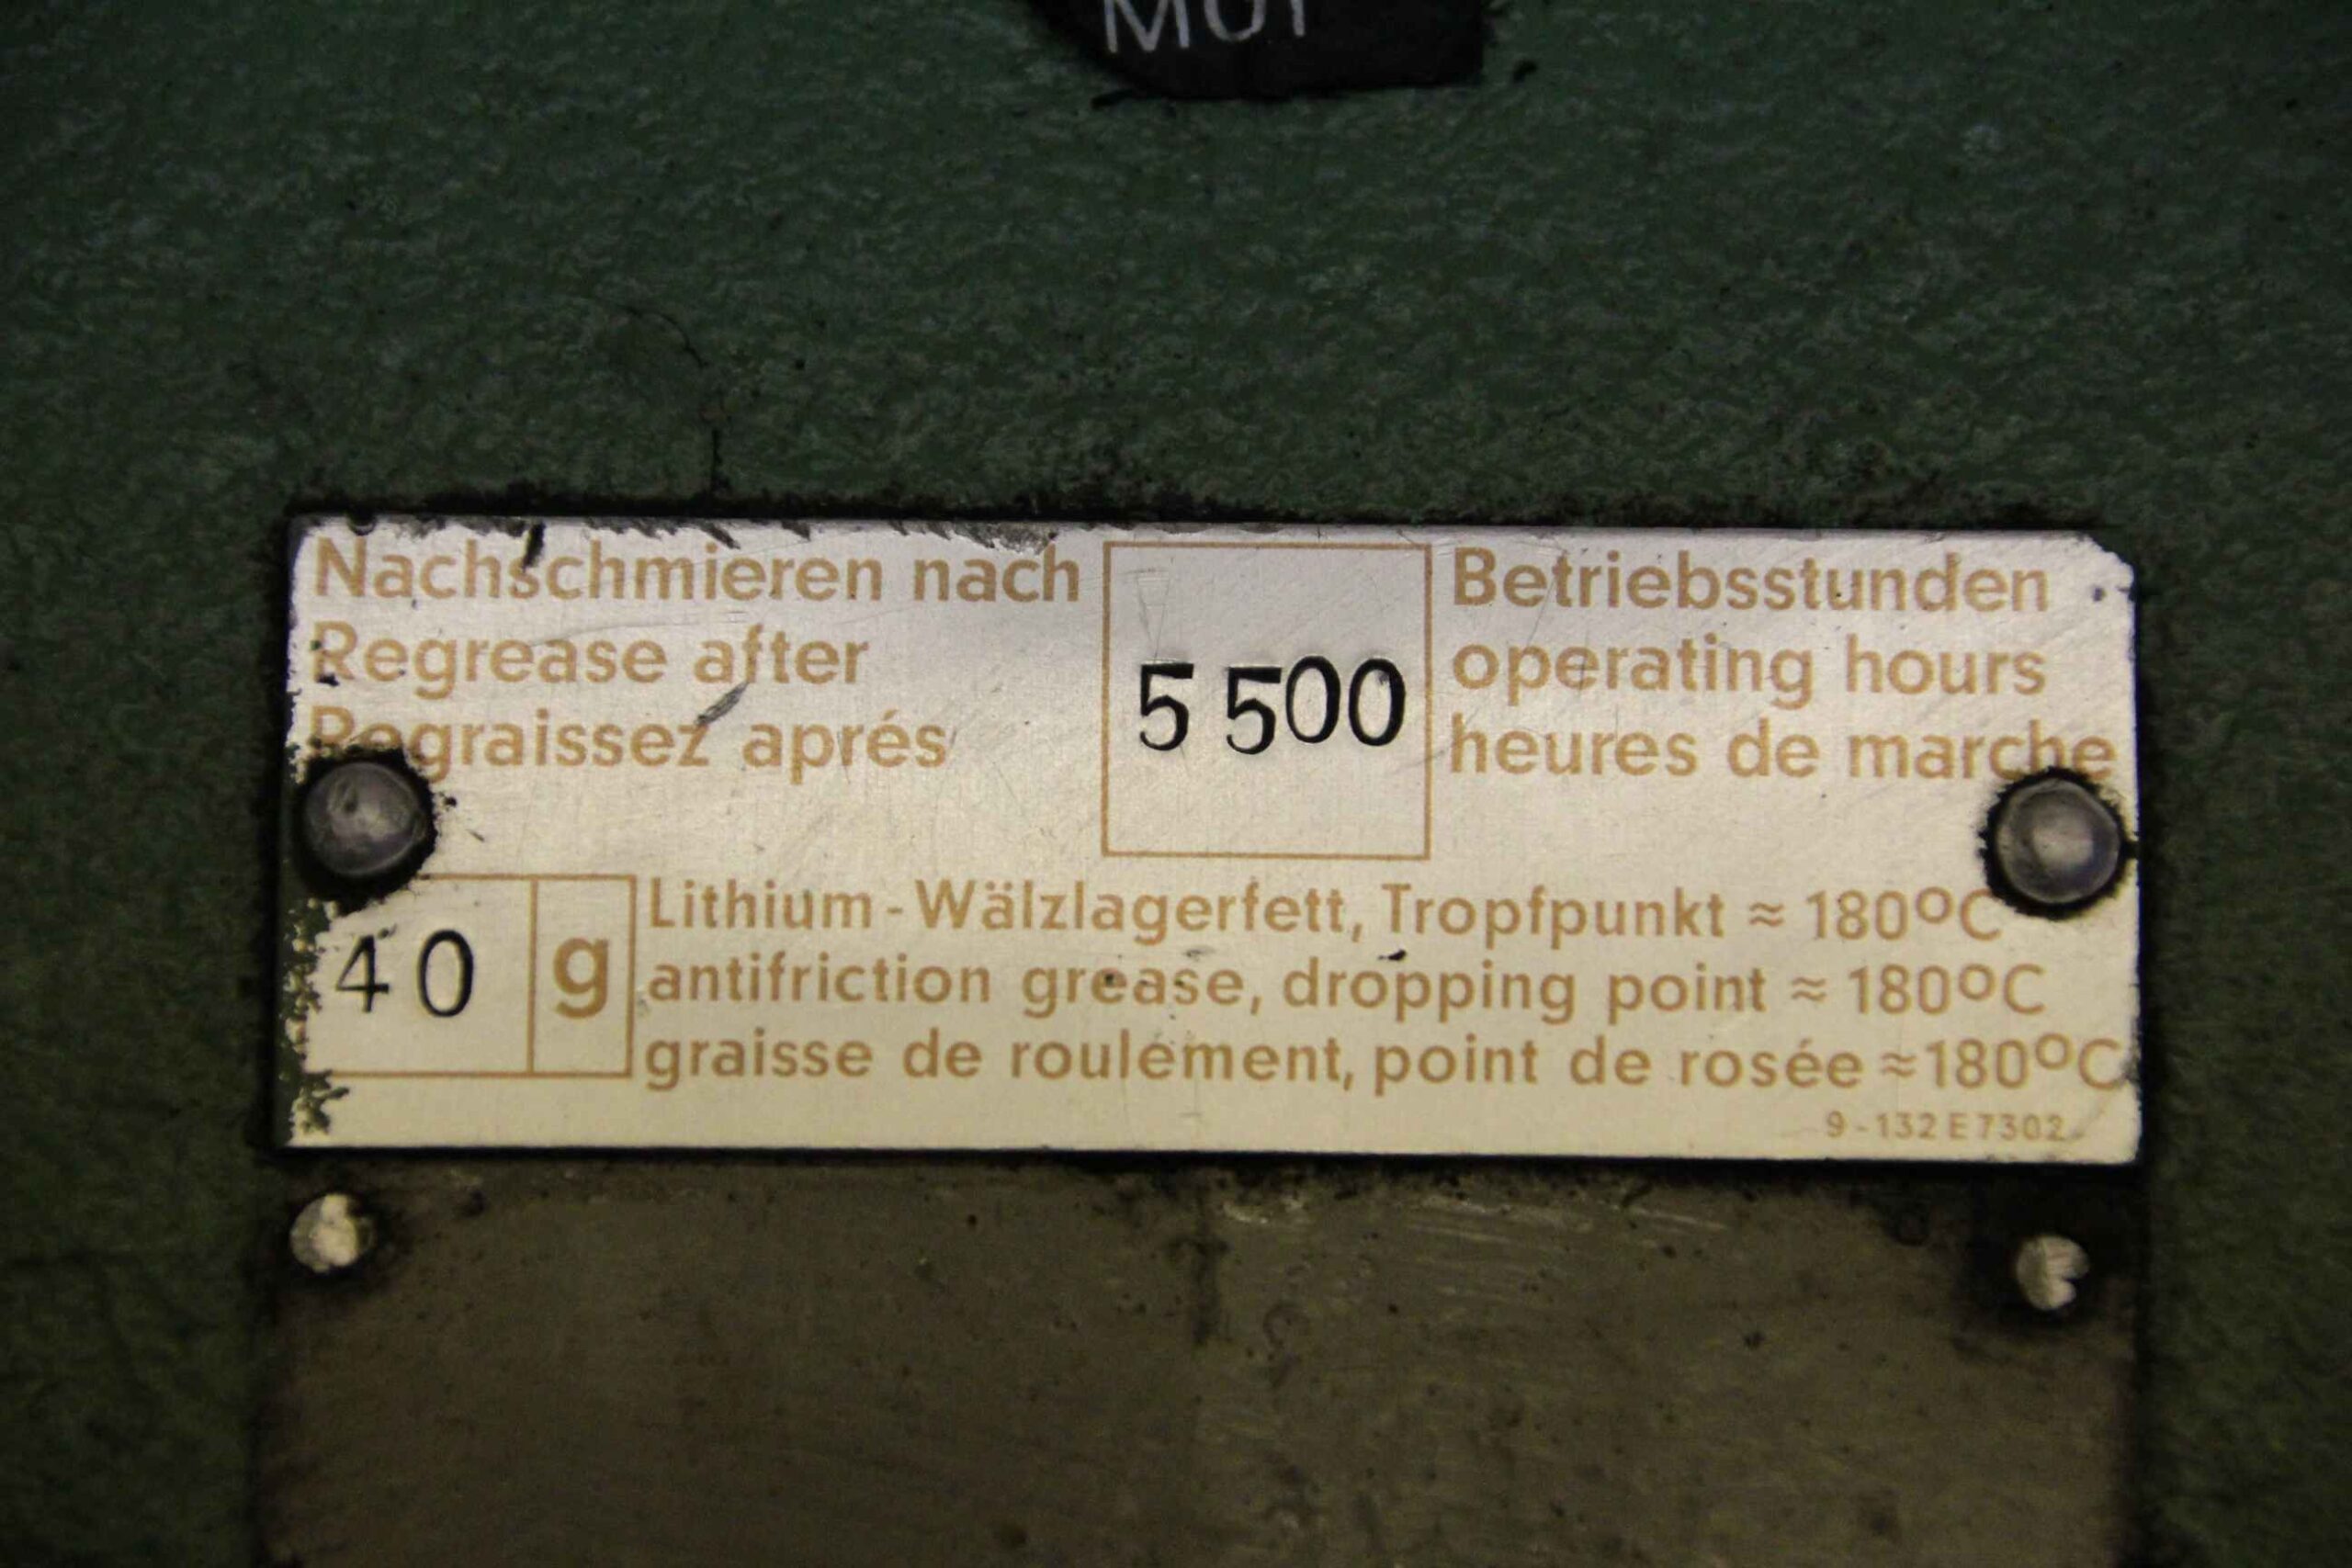 MOT
Nachschmieren nach 5 500 Betriebsstunden
Regrease after operating hours
Regraissez aprés heures de marche
40 g Lithium-Wälzlagerfett, Tropfpunkt ≈ 180°C
antifriction grease, dropping point ≈ 180°C
graisse de roulement, point de rosée ≈180°C
9-132 E 7302